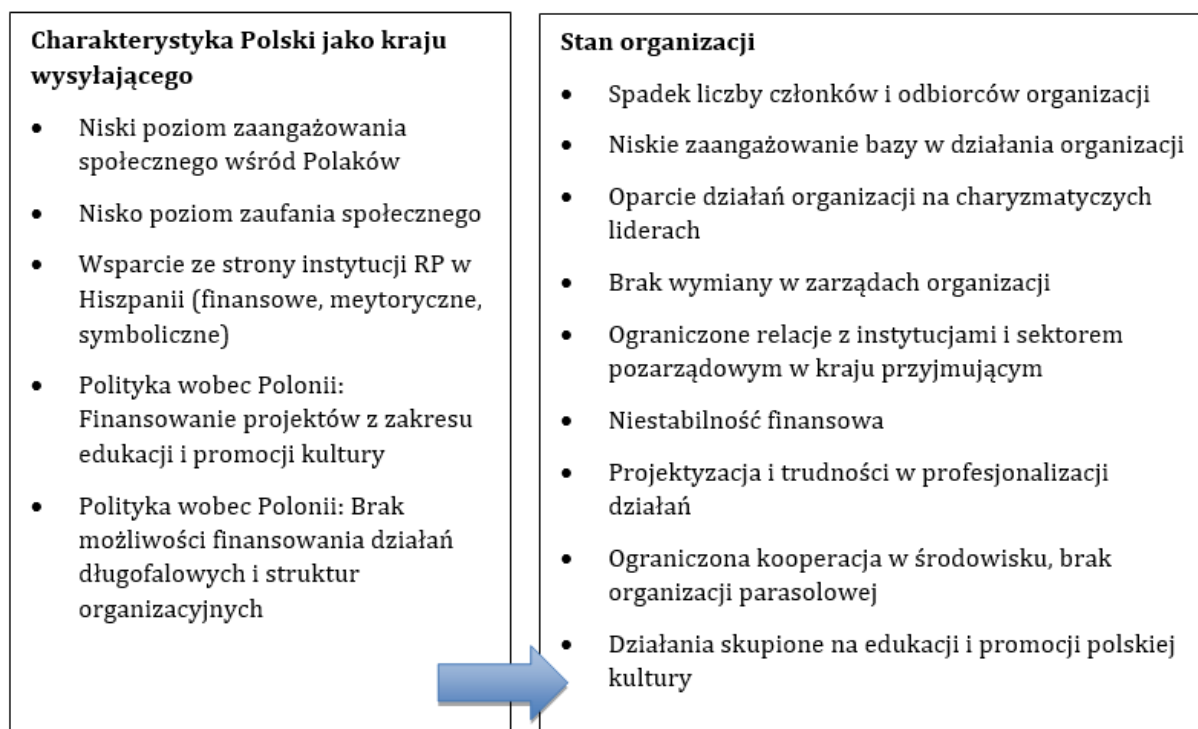 Charakterystyka Polski jako kraju
wysyłającego
• Niski poziom zaangażowania
społecznego wśród Polaków
• Nisko poziom zaufania społecznego
• Wsparcie ze strony instytucji RP w
Hiszpanii (finansowe, meytoryczne,
symboliczne)
• Polityka wobec Polonii:
Finansowanie projektów z zakresu
edukacji i promocji kultury
• Polityka wobec Polonii: Brak
możliwości finansowania działań
długofalowych i struktur
organizacyjnych
Stan organizacji
• Spadek liczby członków i odbiorców organizacji
• Niskie zaangażowanie bazy w działania organizacji
• Oparcie działań organizacji na charyzmatyczych
liderach
• Brak wymiany w zarządach organizacji
• Ograniczone relacje z instytucjami i sektorem
pozarządowym w kraju przyjmującym
• Niestabilność finansowa
• Projektyzacja i trudności w profesjonalizacji
działań
• Ograniczona kooperacja w środowisku, brak
organizacji parasolowej
• Działania skupione na edukacji i promocji polskiej
kultury